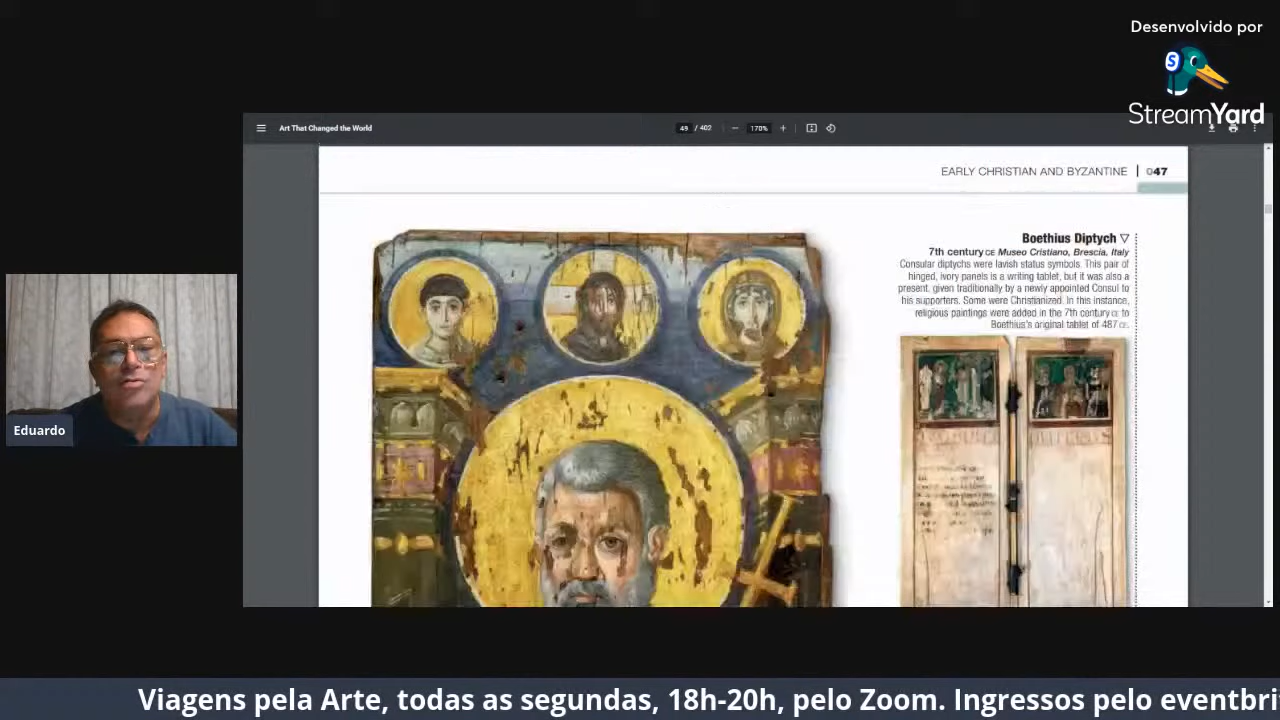 Desenvolvido por
StreamYard
Art That Changed the World
49 / 402
170%
EARLY CHRISTIAN AND BYZANTINE
047
Boethius Diptych ▽
7th century CE Museo Cristiano, Brescia, Italy
Consular diptychs were lavish status symbols. This pair of
hinged, ivory panels is a writing tablet, but it was also a
present, given traditionally by a newly appointed Consul to
his supporters. Some were Christianized. In this instance,
religious paintings were added in the 7th century CE to
Boethius's original tablet of 487 CE.
Eduardo
Viagens pela Arte, todas as segundas, 18h-20h, pelo Zoom. Ingressos pelo eventbri